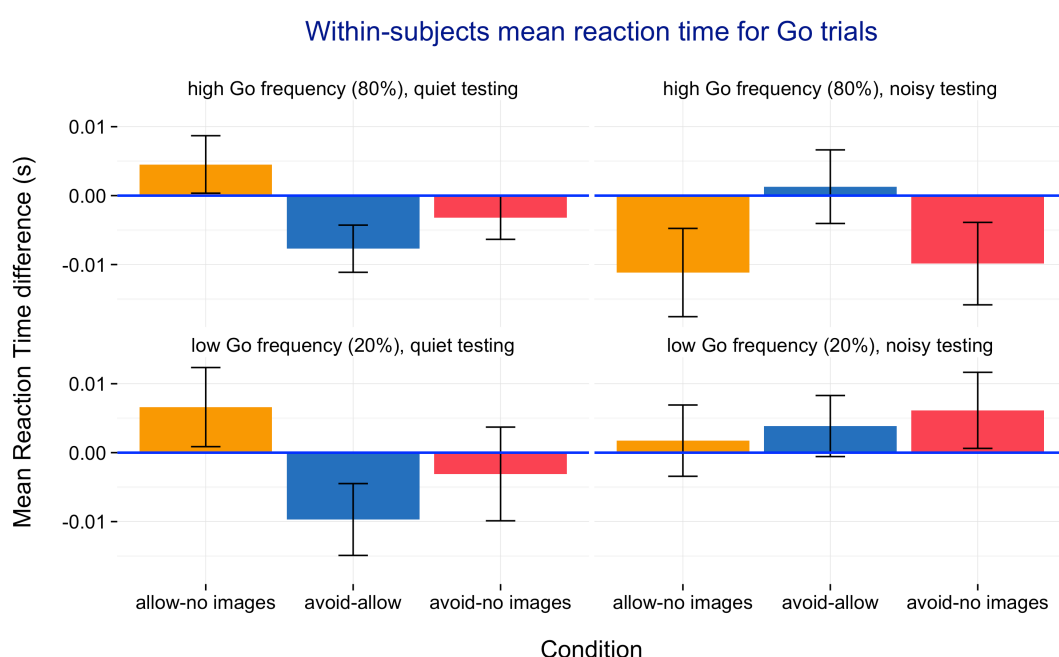 Within-subjects mean reaction time for Go trials
high Go frequency (80%), quiet testing
high Go frequency (80%), noisy testing
0.01
0.00
-0.01
Mean Reaction Time difference (s)
low Go frequency (20%), quiet testing
low Go frequency (20%), noisy testing
0.01
0.00
-0.01
allow-no images
avoid-allow
avoid-no images
allow-no images
avoid-allow
avoid-no images
Condition